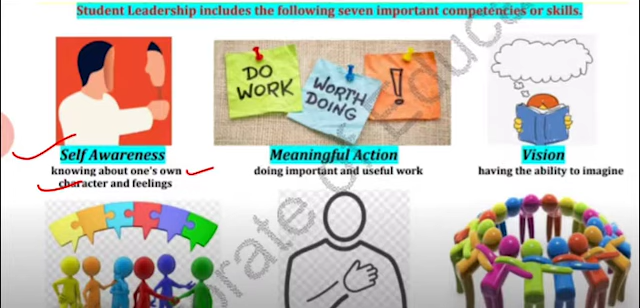 Student Leadership includes the following seven important competencies or skills.
DO
WORK
WORTH
DOING
!
Self Awareness
knowing about one's own
character and feelings
Meaningful Action
doing important and useful work
Vision
having the ability to imagine